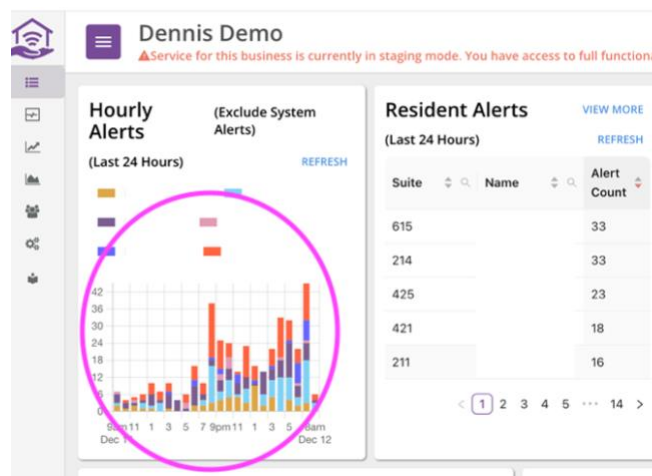 Dennis Demo
Service for this business is currently in staging mode. You have access to full function
Hourly Alerts
(Exclude System Alerts)
(Last 24 Hours)
REFRESH
42
36
30
24
18
12
6
0
9am 11 1 3 5 7 9pm 11 1 3 5 8am
Dec 11 Dec 12
Resident Alerts
VIEW MORE
(Last 24 Hours)
REFRESH
Suite Name Alert Count
615 33
214 33
425 23
421 18
211 16
< 1 2 3 4 5 ··· 14 >